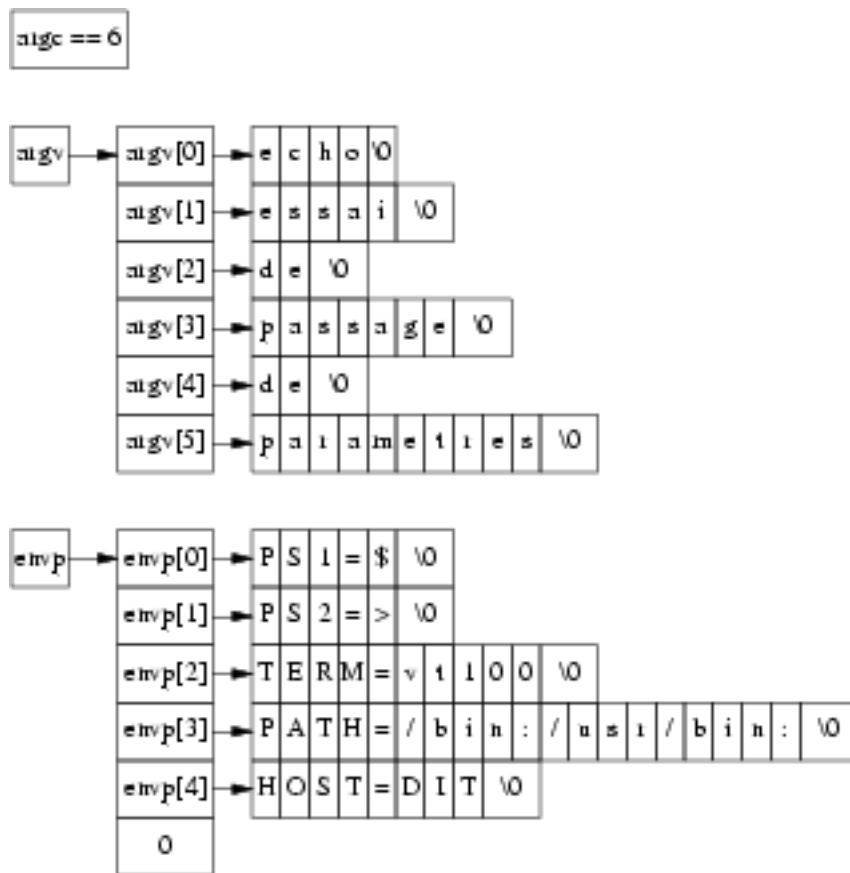 argc == 6
argv argv[0] e c h o \0
argv[1] e s s a i \0
argv[2] d e \0
argv[3] p a s s a g e \0
argv[4] d e \0
argv[5] p a r a m e t r e s \0
envp envp[0] P S 1 = $ \0
envp[1] P S 2 = > \0
envp[2] T E R M = v t 1 0 0 \0
envp[3] P A T H = / b i n : / u s r / b i n : \0
envp[4] H O S T = D I T \0
0